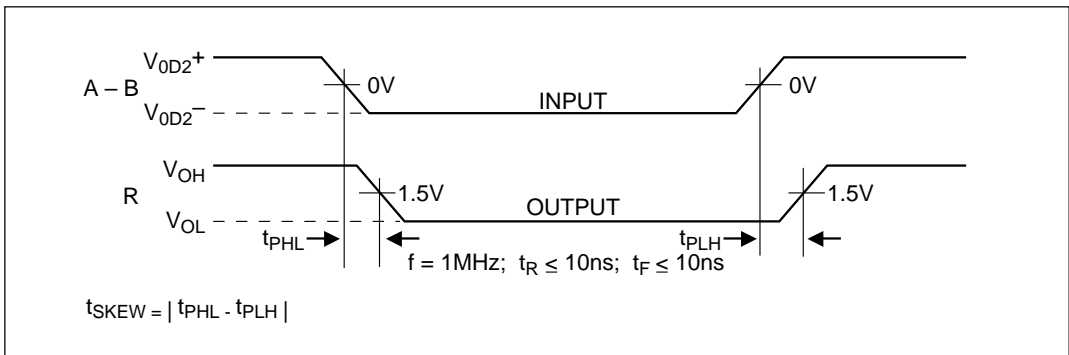 V0D2+
A – B
0V
0V
V0D2–
INPUT
VOH
R
1.5V
1.5V
VOL
OUTPUT
tPHL
tPLH
f = 1MHz; tR ≤ 10ns; tF ≤ 10ns
tSKEW = | tPHL - tPLH |